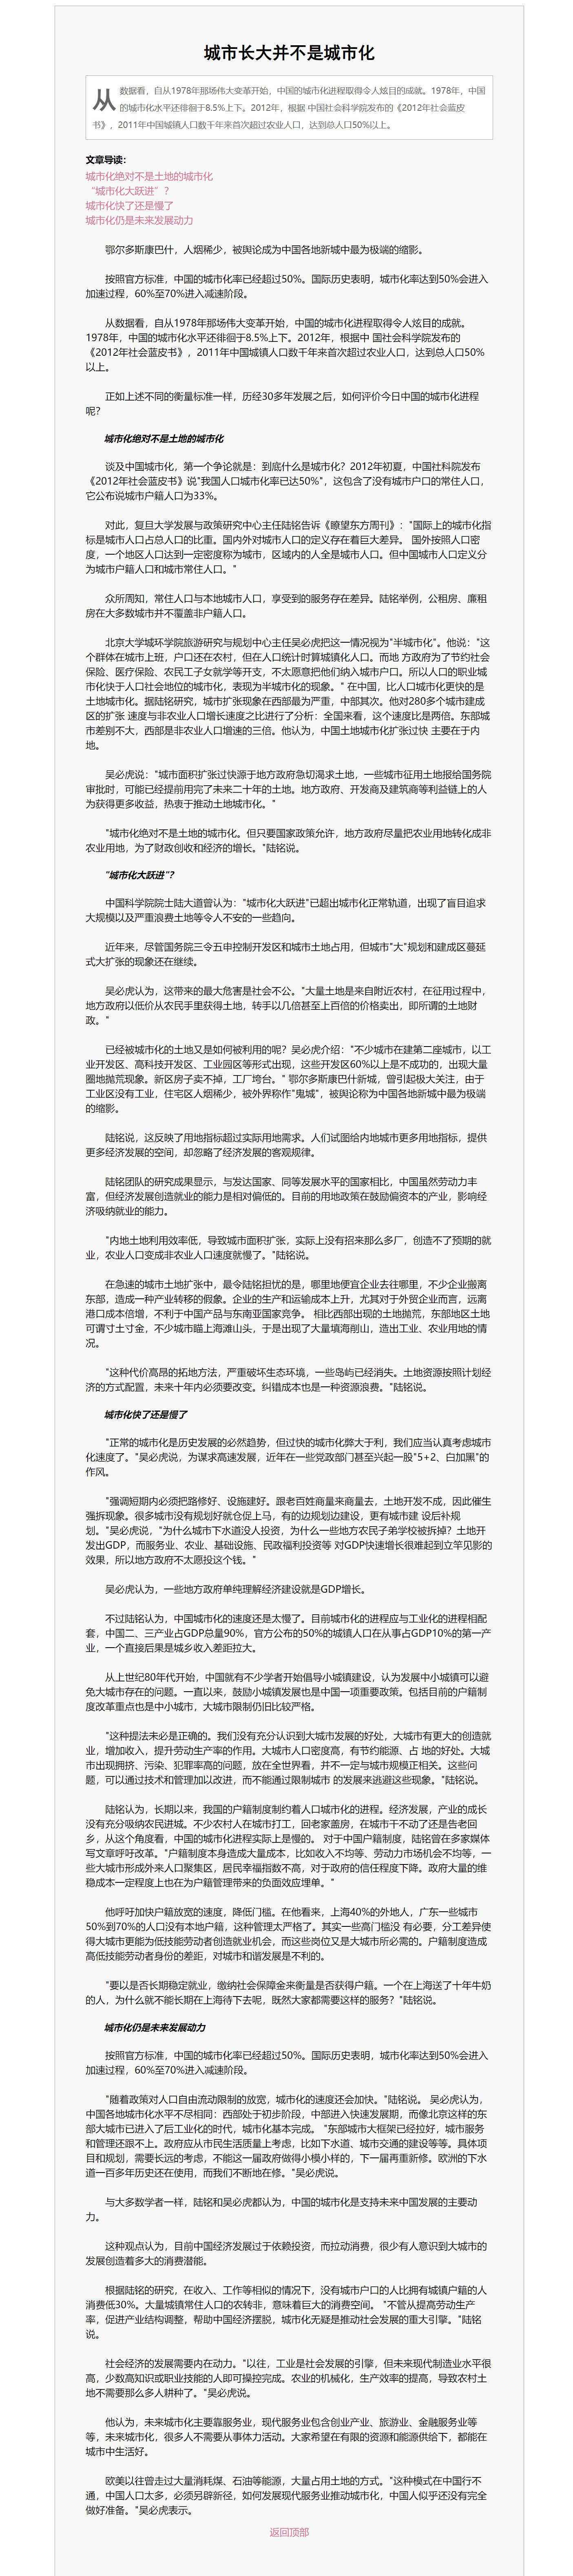 城市长大并不是城市化
从
数据看，自从1978年那场伟大变革开始，中国的城市化进程取得令人炫目的成就。1978年，中国
的城市化水平还徘徊于8.5%上下。2012年，根据 中国社会科学院发布的《2012年社会蓝皮
书》，2011年中国城镇人口数千年来首次超过农业人口，达到总人口50%以上。
文章导读：
城市化绝对不是土地的城市化
“城市化大跃进”？
城市化快了还是慢了
城市化仍是未来发展动力
鄂尔多斯康巴什，人烟稀少，被舆论成为中国各地新城中最为极端的缩影。
按照官方标准，中国的城市化率已经超过50%。国际历史表明，城市化率达到50%会进入
加速过程，60%至70%进入减速阶段。
从数据看，自从1978年那场伟大变革开始，中国的城市化进程取得令人炫目的成就。
1978年，中国的城市化水平还徘徊于8.5%上下。2012年，根据中 国社会科学院发布的
《2012年社会蓝皮书》，2011年中国城镇人口数千年来首次超过农业人口，达到总人口50%
以上。
正如上述不同的衡量标准一样，历经30多年发展之后，如何评价今日中国的城市化进程
呢？
城市化绝对不是土地的城市化
谈及中国城市化，第一个争论就是：到底什么是城市化？2012年初夏，中国社科院发布
《2012年社会蓝皮书》说"我国人口城市化率已达50%"，这包含了没有城市户口的常住人口，
它公布说城市户籍人口为33%。
对此，复旦大学发展与政策研究中心主任陆铭告诉《瞭望东方周刊》："国际上的城市化指
标是城市人口占总人口的比重。国内外对城市人口的定义存在着巨大差异。 国外按照人口密
度，一个地区人口达到一定密度称为城市，区域内的人全是城市人口。但中国城市人口定义分
为城市户籍人口和城市常住人口。"
众所周知，常住人口与本地城市人口，享受到的服务存在差异。陆铭举例，公租房、廉租
房在大多数城市并不覆盖非户籍人口。
北京大学城环学院旅游研究与规划中心主任吴必虎把这一情况视为"半城市化"。他说："这
个群体在城市上班，户口还在农村，但在人口统计时算城镇化人口。而地 方政府为了节约社会
保险、医疗保险、农民工子女就学等开支，不太愿意把他们纳入城市户口。所以人口的职业城
市化快于人口社会地位的城市化，表现为半城市化的现象。" 在中国，比人口城市化更快的是
土地城市化。据陆铭研究，城市扩张现象在西部最为严重，中部其次。他对280多个城市建成
区的扩张 速度与非农业人口增长速度之比进行了分析：全国来看，这个速度比是两倍。东部城
市差别不大，西部是非农业人口增速的三倍。他认为，中国土地城市化扩张过快 主要在于内
地。
吴必虎说："城市面积扩张过快源于地方政府急切渴求土地，一些城市征用土地报给国务院
审批时，可能已经提前用完了未来二十年的土地。地方政府、开发商及建筑商等利益链上的人
为获得更多收益，热衷于推动土地城市化。"
"城市化绝对不是土地的城市化。但只要国家政策允许，地方政府尽量把农业用地转化成非
农业用地，为了财政创收和经济的增长。"陆铭说。
"城市化大跃进"？
中国科学院院士陆大道曾认为："城市化大跃进"已超出城市化正常轨道，出现了盲目追求
大规模以及严重浪费土地等令人不安的一些趋向。
近年来，尽管国务院三令五申控制开发区和城市土地占用，但城市"大"规划和建成区蔓延
式大扩张的现象还在继续。
吴必虎认为，这带来的最大危害是社会不公。"大量土地是来自附近农村，在征用过程中，
地方政府以低价从农民手里获得土地，转手以几倍甚至上百倍的价格卖出，即所谓的土地财
政。"
已经被城市化的土地又是如何被利用的呢？吴必虎介绍："不少城市在建第二座城市，以工
业开发区、高科技开发区、工业园区等形式出现，这些开发区60%以上是不成功的，出现大量
圈地抛荒现象。新区房子卖不掉，工厂垮台。" 鄂尔多斯康巴什新城，曾引起极大关注，由于
工业区没有工业，住宅区人烟稀少，被外界称作"鬼城"，被舆论称为中国各地新城中最为极端
的缩影。
陆铭说，这反映了用地指标超过实际用地需求。人们试图给内地城市更多用地指标，提供
更多经济发展的空间，却忽略了经济发展的客观规律。
陆铭团队的研究成果显示，与发达国家、同等发展水平的国家相比，中国虽然劳动力丰
富，但经济发展创造就业的能力是相对偏低的。目前的用地政策在鼓励偏资本的产业，影响经
济吸纳就业的能力。
"内地土地利用效率低，导致城市面积扩张，实际上没有招来那么多厂，创造不了预期的就
业，农业人口变成非农业人口速度就慢了。"陆铭说。
在急速的城市土地扩张中，最令陆铭担忧的是，哪里地便宜企业去往哪里，不少企业搬离
东部，造成一种产业转移的假象。企业的生产和运输成本上升，尤其对于外贸企业而言，远离
港口成本倍增，不利于中国产品与东南亚国家竞争。 相比西部出现的土地抛荒，东部地区土地
可谓寸土寸金，不少城市瞄上海滩山头，于是出现了大量填海削山，造出工业、农业用地的情
况。
"这种代价高昂的拓地方法，严重破坏生态环境，一些岛屿已经消失。土地资源按照计划经
济的方式配置，未来十年内必须要改变。纠错成本也是一种资源浪费。"陆铭说。
城市化快了还是慢了
"正常的城市化是历史发展的必然趋势，但过快的城市化弊大于利，我们应当认真考虑城市
化速度了。"吴必虎说，为谋求高速发展，近年在一些党政部门甚至兴起一股"5+2、白加黑"的
作风。
"强调短期内必须把路修好、设施建好。跟老百姓商量来商量去，土地开发不成，因此催生
强拆现象。很多城市没有规划好就仓促上马，有的边规划边建设，更有城市建 设后补规
划。"吴必虎说，"为什么城市下水道没人投资，为什么一些地方农民子弟学校被拆掉？土地开
发出GDP，而服务业、农业、基础设施、民政福利投资等 对GDP快速增长很难起到立竿见影的
效果，所以地方政府不太愿投这个钱。"
吴必虎认为，一些地方政府单纯理解经济建设就是GDP增长。
不过陆铭认为，中国城市化的速度还是太慢了。目前城市化的进程应与工业化的进程相配
套，中国二、三产业占GDP总量90%，官方公布的50%的城镇人口在从事占GDP10%的第一产
业，一个直接后果是城乡收入差距拉大。
从上世纪80年代开始，中国就有不少学者开始倡导小城镇建设，认为发展中小城镇可以避
免大城市存在的问题。一直以来，鼓励小城镇发展也是中国一项重要政策。包括目前的户籍制
度改革重点也是中小城市，大城市限制仍旧比较严格。
"这种提法未必是正确的。我们没有充分认识到大城市发展的好处，大城市有更大的创造就
业，增加收入，提升劳动生产率的作用。大城市人口密度高，有节约能源、占 地的好处。大城
市出现拥挤、污染、犯罪率高的问题，放在全世界看，并不一定与城市规模正相关。这些问
题，可以通过技术和管理加以改进，而不能通过限制城市 的发展来逃避这些现象。"陆铭说。
陆铭认为，长期以来，我国的户籍制度制约着人口城市化的进程。经济发展，产业的成长
没有充分吸纳农民进城。不少农村人在城市打工，回老家盖房，在城市干不动了还是告老回
乡，从这个角度看，中国的城市化进程实际上是慢的。 对于中国户籍制度，陆铭曾在多家媒体
写文章呼吁改革。"户籍制度本身造成大量成本，比如收入不均等、劳动力市场机会不均等，一
些大城市形成外来人口聚集区，居民幸福指数不高，对于政府的信任程度下降。政府大量的维
稳成本一定程度上也在为户籍管理带来的负面效应埋单。"
他呼吁加快户籍放宽的速度，降低门槛。在他看来，上海40%的外地人，广东一些城市
50%到70%的人口没有本地户籍，这种管理太严格了。其实一些高门槛没 有必要，分工差异使
得大城市更能为低技能劳动者创造就业机会，而这些岗位又是大城市所必需的。户籍制度造成
高低技能劳动者身份的差距，对城市和谐发展是不利的。
"要以是否长期稳定就业，缴纳社会保障金来衡量是否获得户籍。一个在上海送了十年牛奶
的人，为什么就不能长期在上海待下去呢，既然大家都需要这样的服务？"陆铭说。
城市化仍是未来发展动力
按照官方标准，中国的城市化率已经超过50%。国际历史表明，城市化率达到50%会进入
加速过程，60%至70%进入减速阶段。
"随着政策对人口自由流动限制的放宽，城市化的速度还会加快。"陆铭说。 吴必虎认为，
中国各地城市化水平不尽相同：西部处于初步阶段，中部进入快速发展期，而像北京这样的东
部大城市已进入了后工业化的时代，城市化基本完成。 "东部城市大框架已经拉好，城市服务
和管理还跟不上。政府应从市民生活质量上考虑，比如下水道、城市交通的建设等等。具体项
目和规划，需要长远的考虑，不能这一届政府做得小模小样的，下一届再重新修。欧洲的下水
道一百多年历史还在使用，而我们不断地在修。"吴必虎说。
与大多数学者一样，陆铭和吴必虎都认为，中国的城市化是支持未来中国发展的主要动
力。
这种观点认为，目前中国经济发展过于依赖投资，而拉动消费，很少有人意识到大城市的
发展创造着多大的消费潜能。
根据陆铭的研究，在收入、工作等相似的情况下，没有城市户口的人比拥有城镇户籍的人
消费低30%。大量城镇常住人口的农转非，意味着巨大的消费空间。 "不管从提高劳动生产
率，促进产业结构调整，帮助中国经济摆脱，城市化无疑是推动社会发展的重大引擎。"陆铭
说。
社会经济的发展需要内在动力。"以往，工业是社会发展的引擎，但未来现代制造业水平很
高，少数高知识或职业技能的人即可操控完成。农业的机械化，生产效率的提高，导致农村土
地不需要那么多人耕种了。"吴必虎说。
他认为，未来城市化主要靠服务业，现代服务业包含创业产业、旅游业、金融服务业等
等，未来城市化，很多人不需要从事体力活动。大家希望在有限的资源和能源供给下，都能在
城市中生活好。
欧美以往曾走过大量消耗煤、石油等能源，大量占用土地的方式。"这种模式在中国行不
通，中国人口太多，必须另辟新径，如何发展现代服务业推动城市化，中国人似乎还没有完全
做好准备。"吴必虎表示。
返回顶部